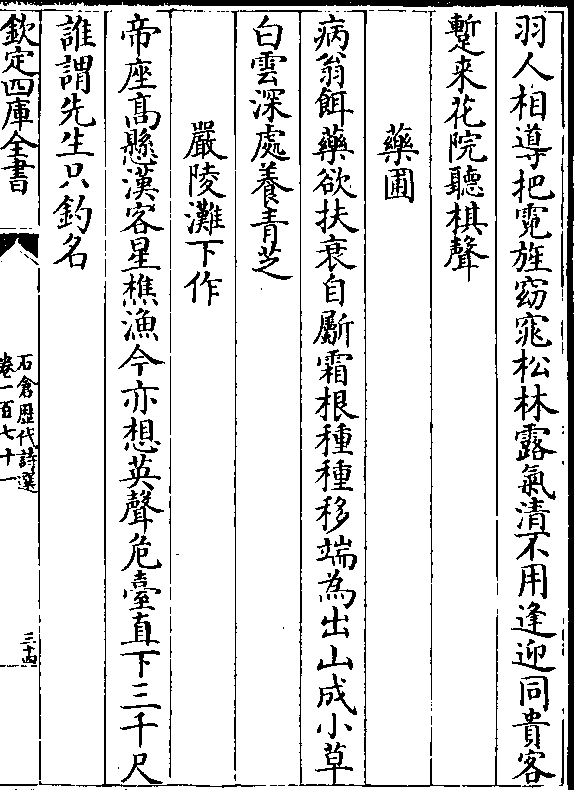 羽人相導把霓旌窈窕松林露氣清不用逢迎同貴客
蹔来花院聽棋聲
藥圃
病翁餌藥欲扶衰自斸霜根種種移端為出山成小草
白雲深處養青芝
嚴陵灘下作
帝座髙懸漢客星樵漁今亦想英聲危臺直下三千尺
誰謂先生只釣名
欽定四庫全書
石倉歷代詩選
卷一百七十一
三十四